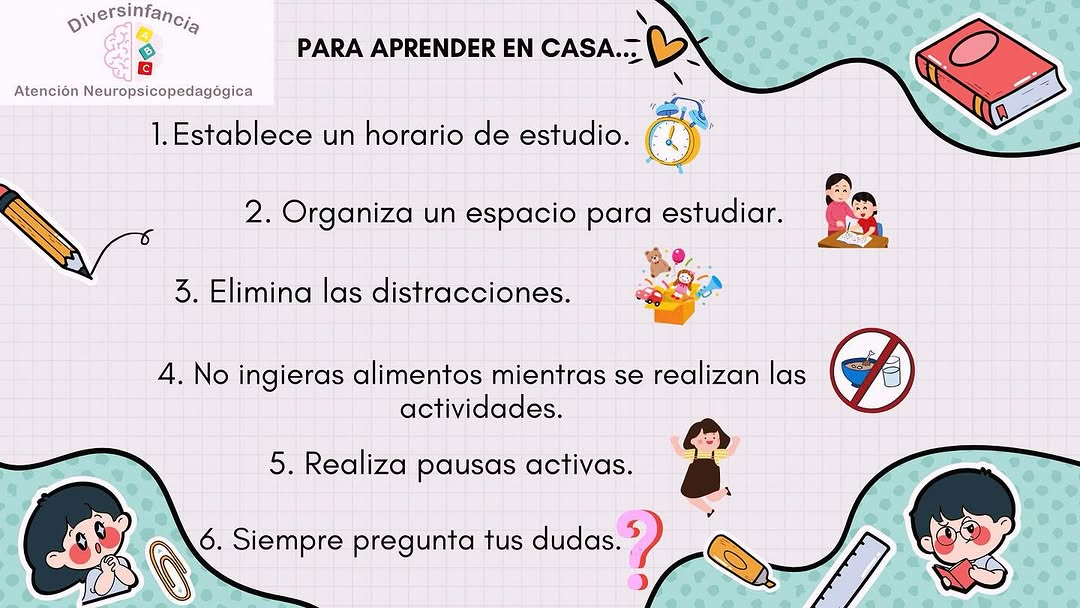 Diversinfancia
A
B
C
Atención Neuropsicopedagógica
PARA APRENDER EN CASA...
1. Establece un horario de estudio.
2. Organiza un espacio para estudiar.
3. Elimina las distracciones.
4. No ingieras alimentos mientras se realizan las
actividades.
5. Realiza pausas activas.
6. Siempre pregunta tus dudas.
?